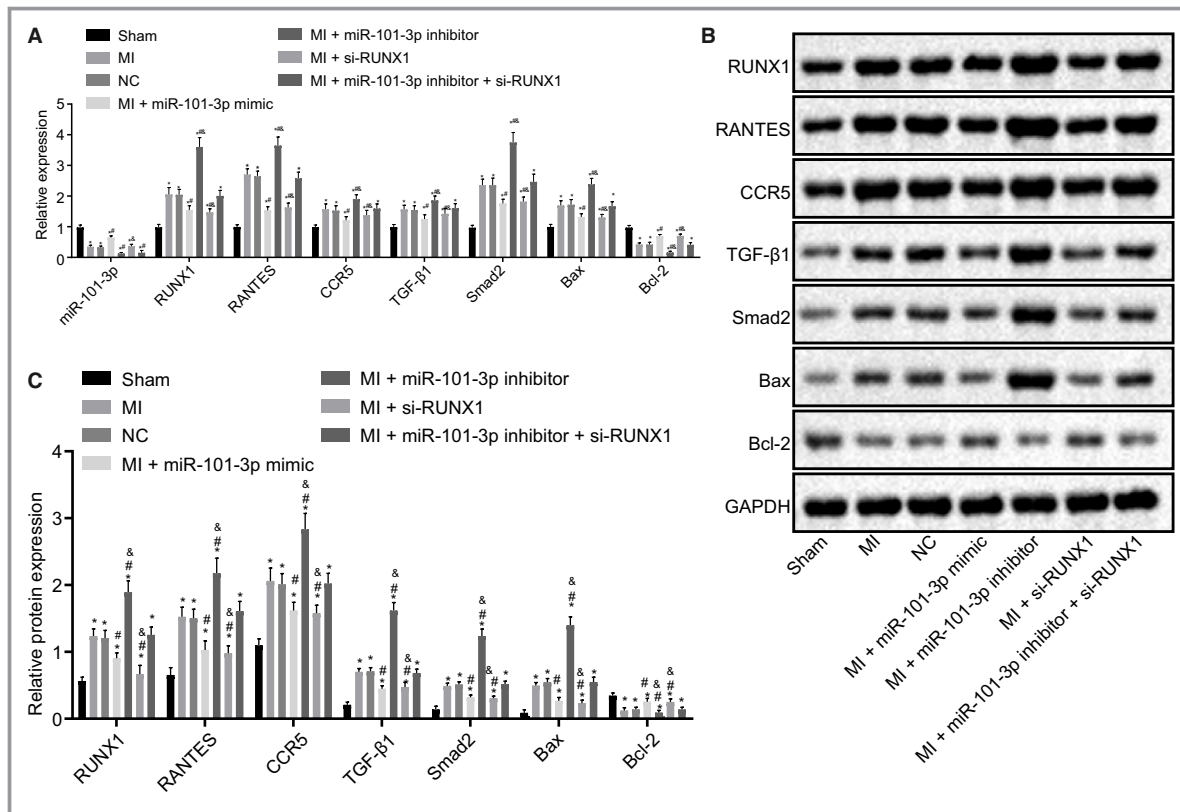 A
Sham
MI
NC
MI + miR-101-3p mimic
MI + miR-101-3p inhibitor
MI + si-RUNX1
MI + miR-101-3p inhibitor + si-RUNX1
Relative expression
5
4
3
2
1
0
miR-101-3p
RUNX1
RANTES
CCR5
TGF-β1
Smad2
Bax
Bcl-2
B
RUNX1
RANTES
CCR5
TGF-β1
Smad2
Bax
Bcl-2
GAPDH
Sham
MI
NC
MI + miR-101-3p mimic
MI + miR-101-3p inhibitor
MI + si-RUNX1
MI + miR-101-3p inhibitor + si-RUNX1
C
Sham
MI
NC
MI + miR-101-3p mimic
MI + miR-101-3p inhibitor
MI + si-RUNX1
MI + miR-101-3p inhibitor + si-RUNX1
Relative protein expression
4
3
2
1
0
RUNX1
RANTES
CCR5
TGF-β1
Smad2
Bax
Bcl-2